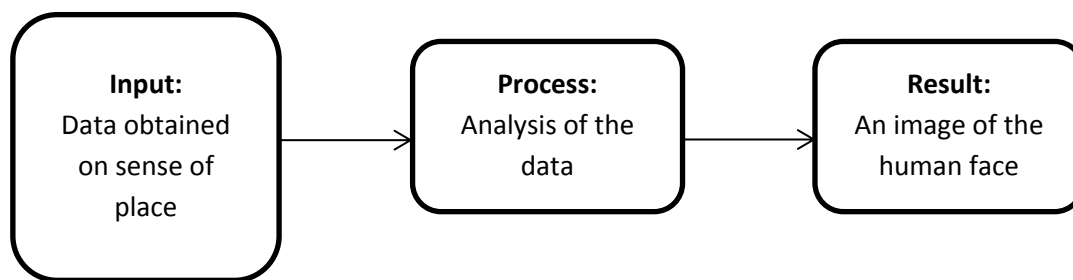 Input:
Data obtained
on sense of
place
Process:
Analysis of the
data
Result:
An image of the
human face